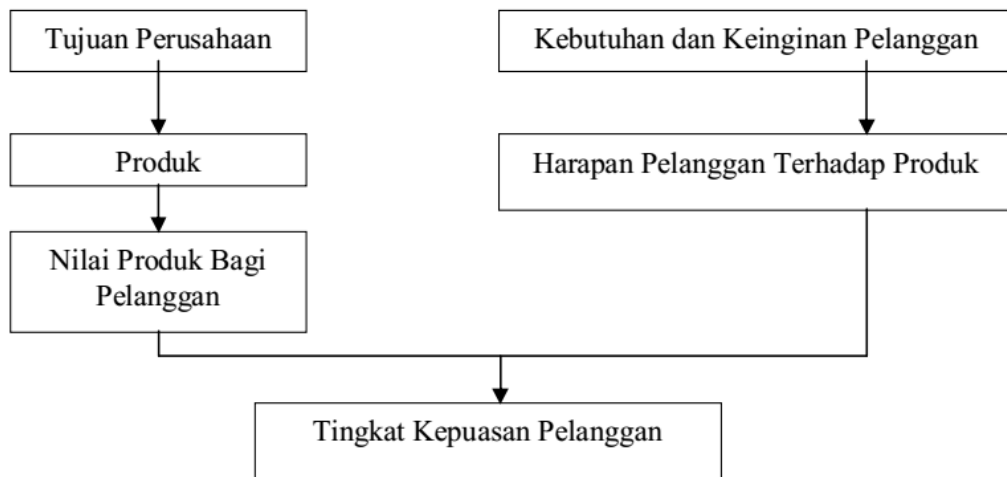 Tujuan Perusahaan
Kebutuhan dan Keinginan Pelanggan
Produk
Harapan Pelanggan Terhadap Produk
Nilai Produk Bagi
Pelanggan
Tingkat Kepuasan Pelanggan